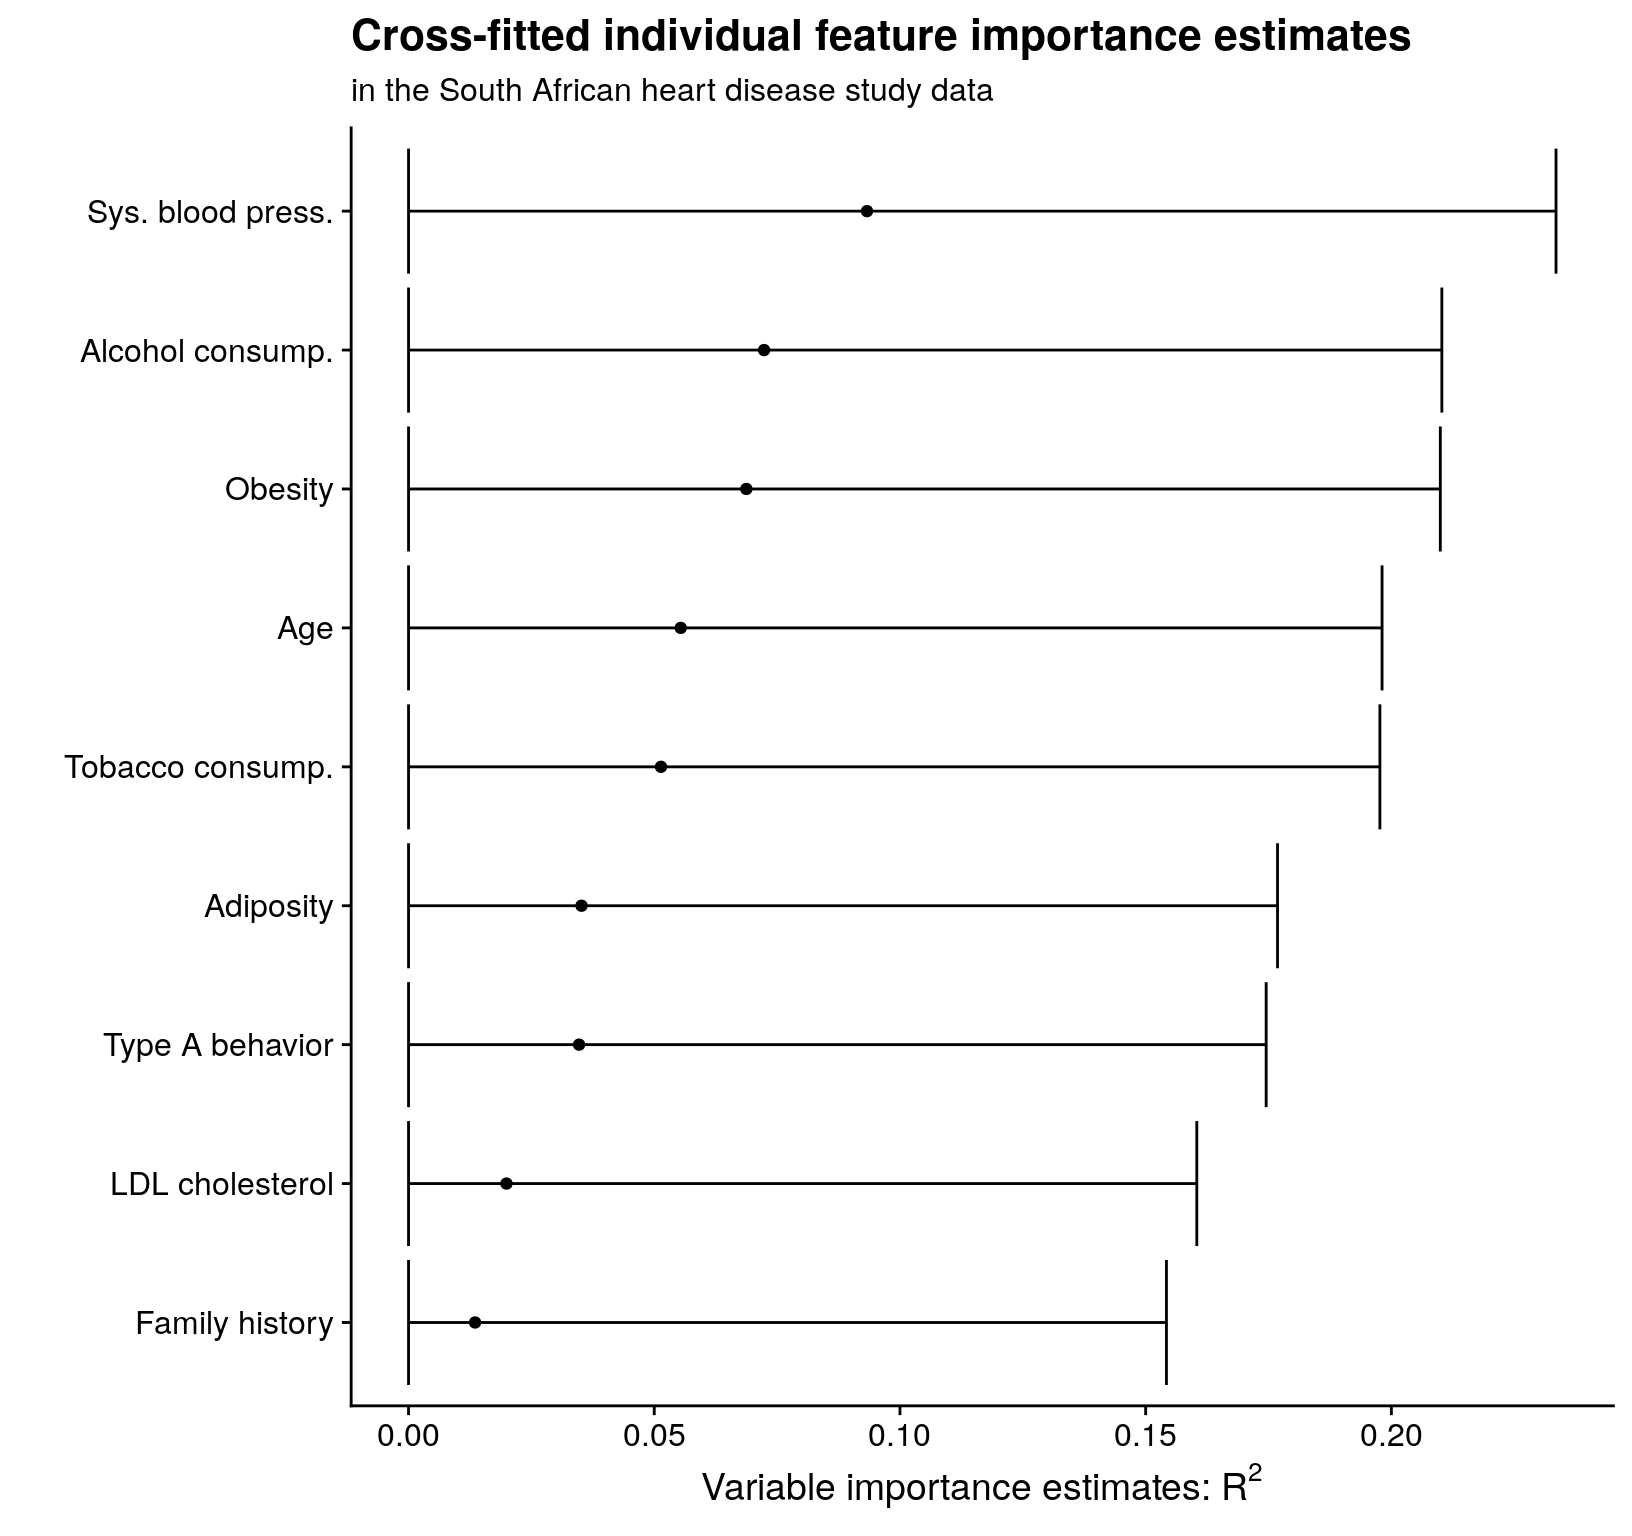 Cross-fitted individual feature importance estimates
in the South African heart disease study data
Sys. blood press.
Alcohol consump.
Obesity
Age
Tobacco consump.
Adiposity
Type A behavior
LDL cholesterol
Family history
0.00 0.05 0.10 0.15 0.20
Variable importance estimates: R²